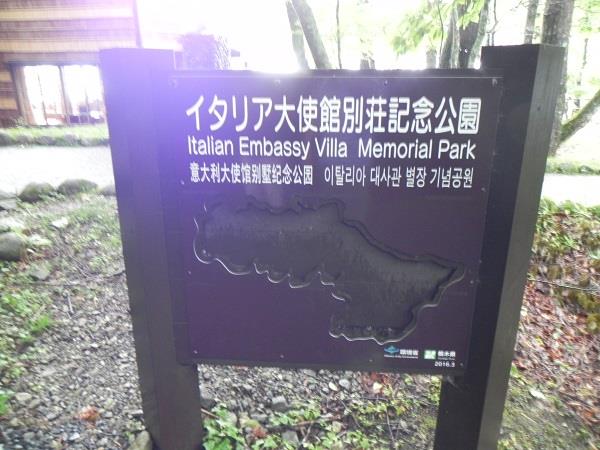 イタリア大使館別荘記念公園
Italian Embassy Villa Memorial Park
意大利大使馆别墅纪念公园 이탈리아 대사관 별장 기념공원
環境省 栃木県
2016.3